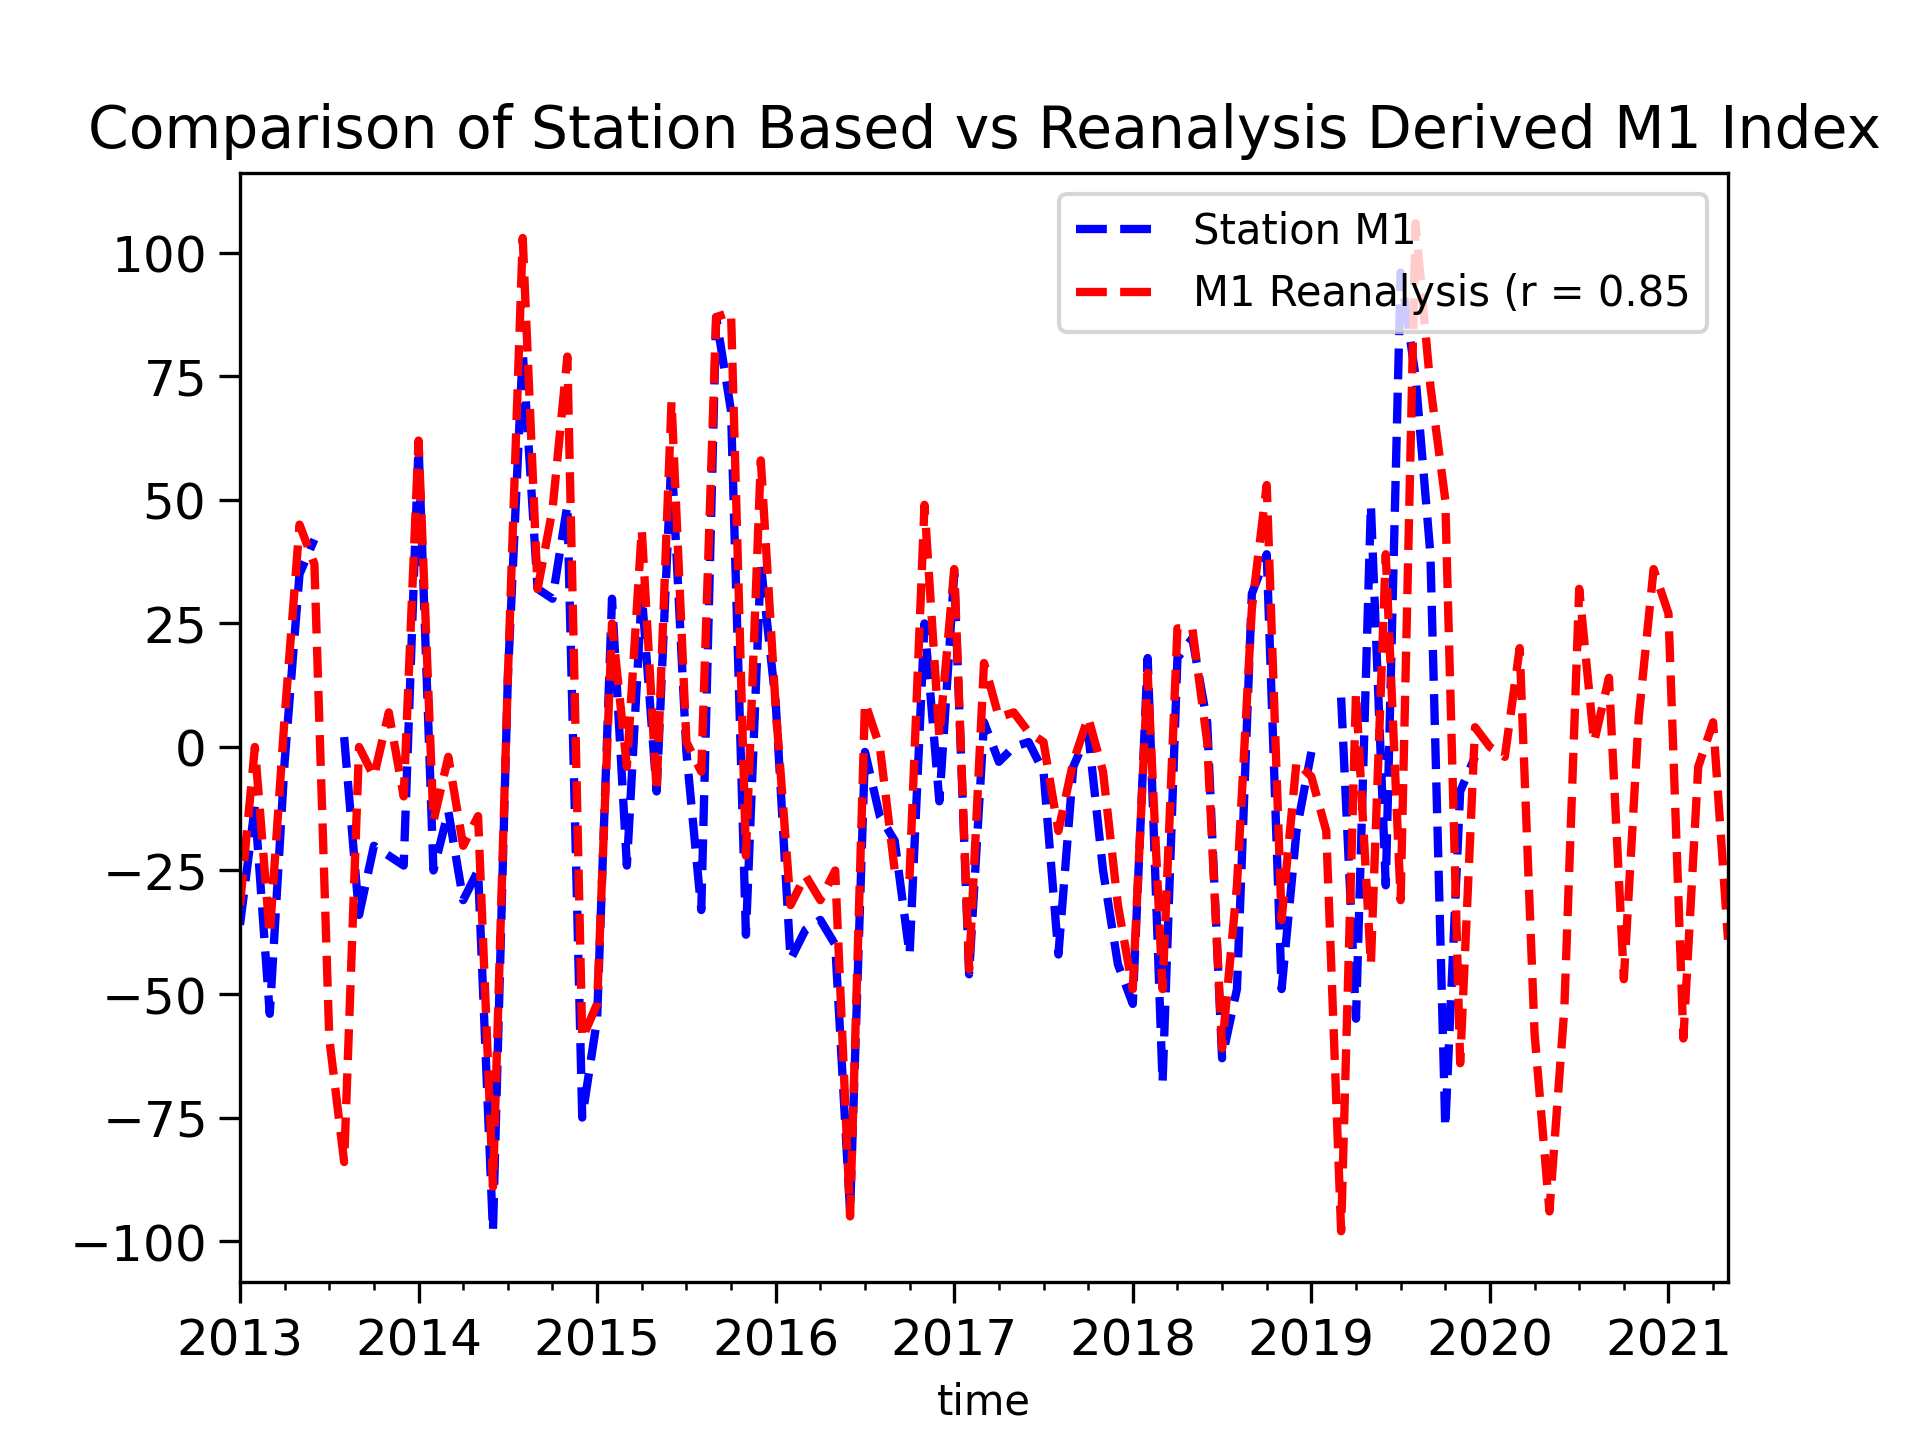 Comparison of Station Based vs Reanalysis Derived M1 Index
Station M1
M1 Reanalysis (r = 0.85
100
75
50
25
0
−25
−50
−75
−100
2013 2014 2015 2016 2017 2018 2019 2020 2021
time